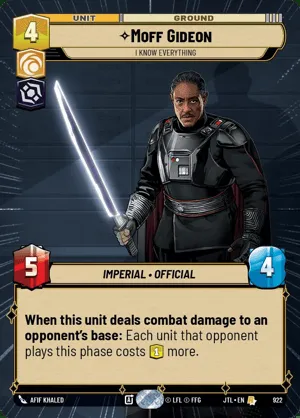 UNIT GROUND
4 ✧MOFF GIDEON
I KNOW EVERYTHING
5 IMPERIAL • OFFICIAL 4
When this unit deals combat damage to an
opponent's base: Each unit that opponent
plays this phase costs 1 more.
AFIF KHALED © LFL © FFG JTL • EN 922